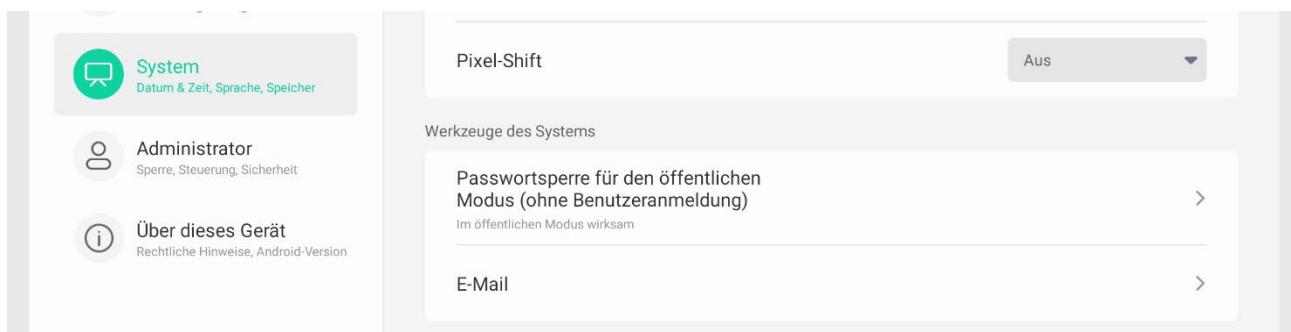 System
Datum & Zeit, Sprache, Speicher
Administrator
Sperre, Steuerung, Sicherheit
Über dieses Gerät
Rechtliche Hinweise, Android-Version
Pixel-Shift
Aus
Werkzeuge des Systems
Passwortsperre für den öffentlichen
Modus (ohne Benutzeranmeldung)
Im öffentlichen Modus wirksam
E-Mail